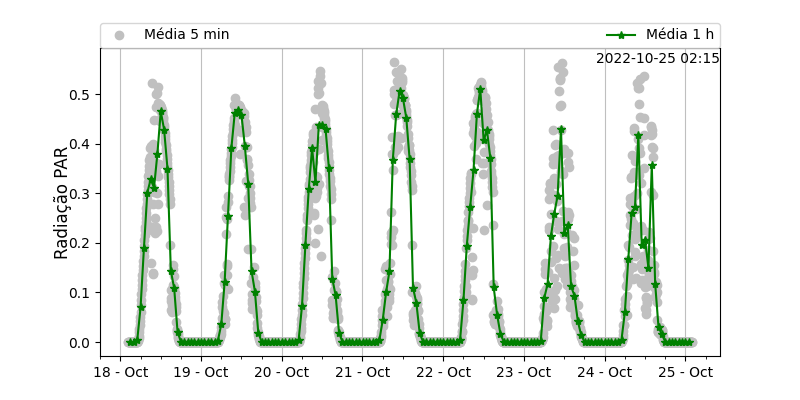 Média 5 min
Média 1 h
2022-10-25 02:15
Radiação PAR
0.5
0.4
0.3
0.2
0.1
0.0
18 - Oct
19 - Oct
20 - Oct
21 - Oct
22 - Oct
23 - Oct
24 - Oct
25 - Oct